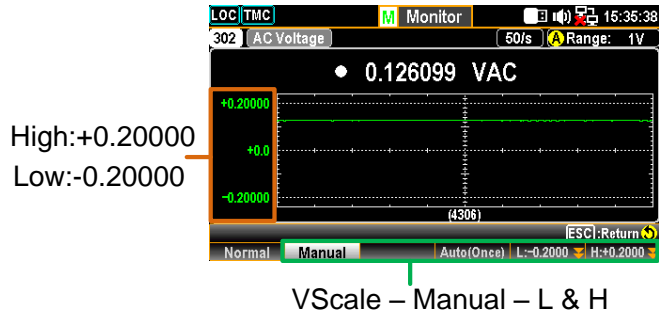 LOC TMC M Monitor 15:35:38
302 AC Voltage 50/s A Range: 1V
0.126099 VAC
+0.20000
High:+0.20000
+0.0
Low:-0.20000
-0.20000
(4306)
ESC :Return
Normal Manual Auto(Once) L:-0.2000 H:+0.2000
VScale – Manual – L & H